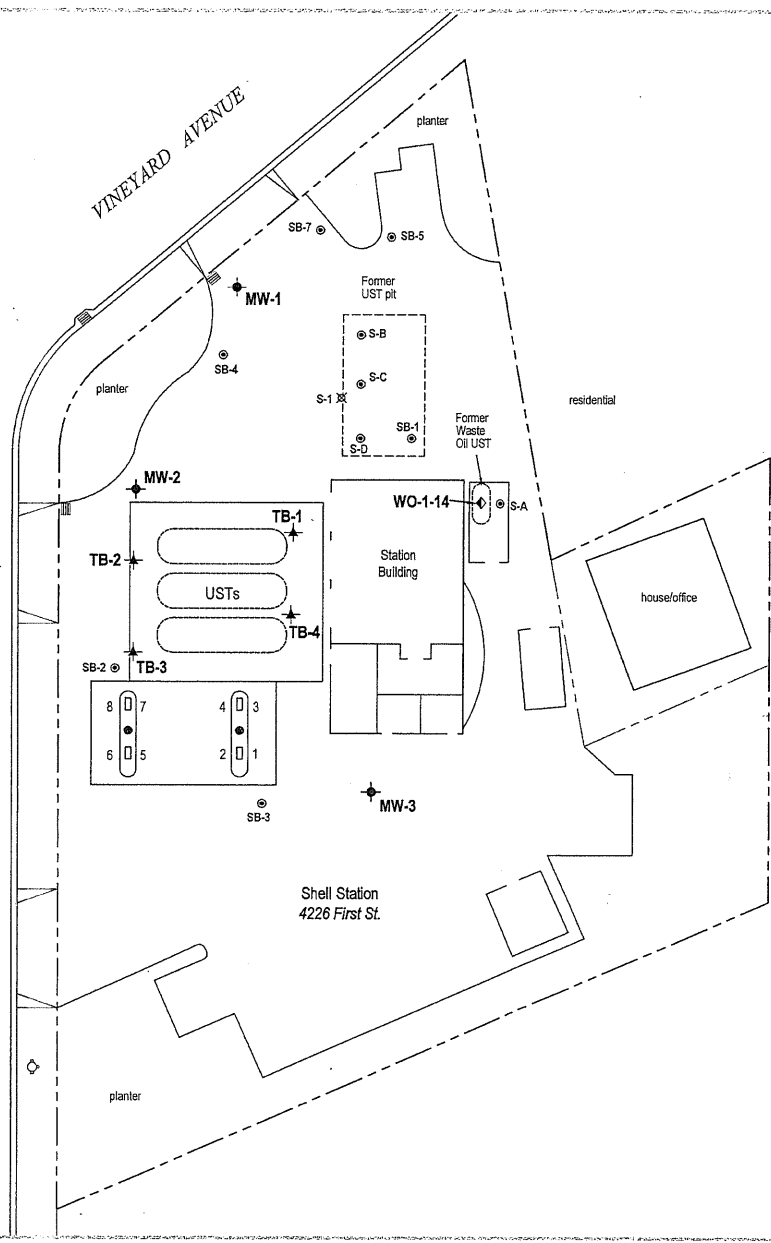 VINEYARD AVENUE
planter
SB-7
SB-5
MW-1
Former
UST pit
S-B
SB-4
S-C
planter
S-1
residential
Former
Waste
Oil UST
SB-1
S-D
MW-2
WO-1-14
S-A
TB-1
TB-2
Station
Building
USTs
house/office
TB-4
TB-3
SB-2
8 7 4 3
6 5 2 1
MW-3
SB-3
Shell Station
4226 First St.
planter